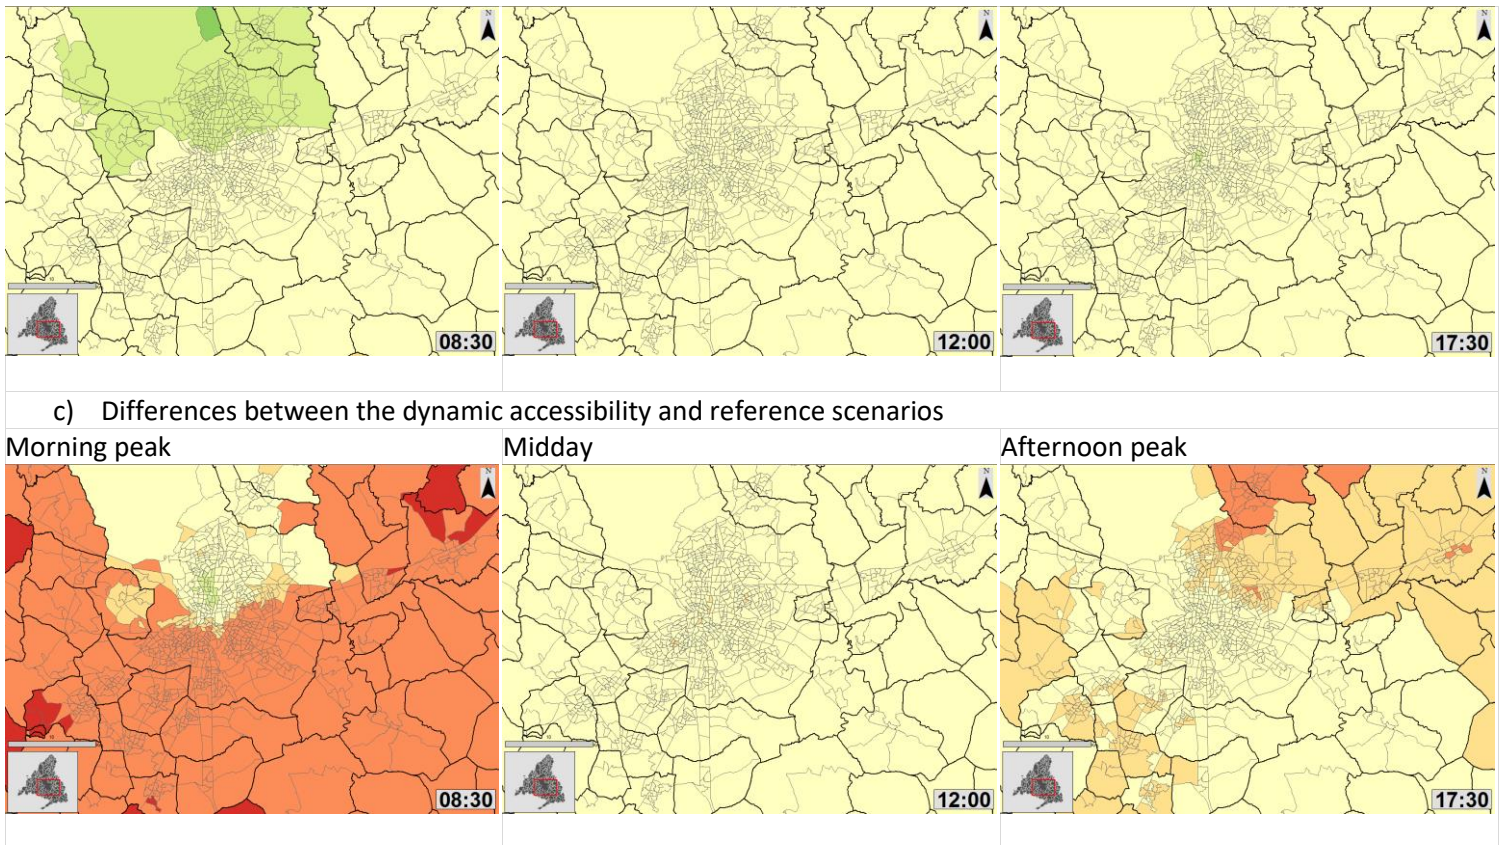 N
N
N
08:30
12:00
17:30
c) Differences between the dynamic accessibility and reference scenarios
Morning peak
Midday
Afternoon peak
N
N
N
08:30
12:00
17:30